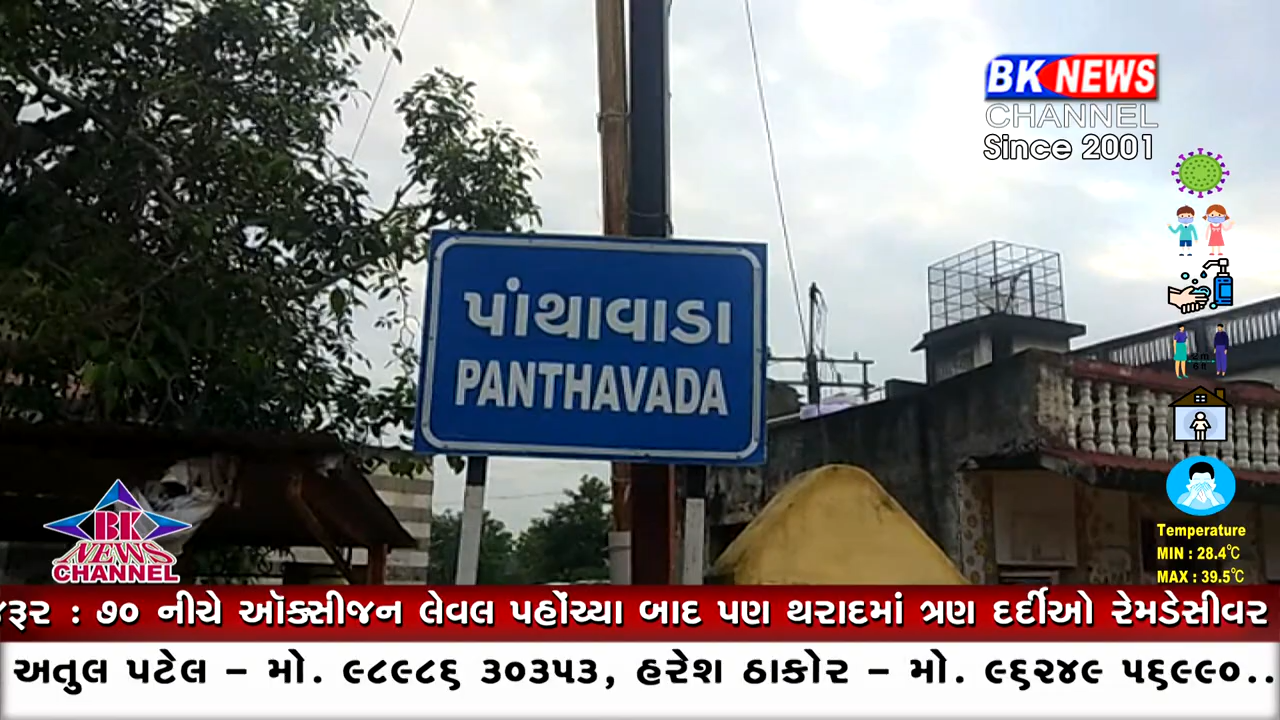 BK NEWS
CHANNEL
Since 2001
પાંથાવાડા
PANTHAVADA
BK
NEWS
CHANNEL
Temperature
MIN : 28.4℃
MAX : 39.5℃
: ૭૦ નીચે ઑક્સીજન લેવલ પહોંચ્યા બાદ પણ થરાદમાં ત્રણ દર્દીઓ રેમડેસીવર
અતુલ પટેલ – મો. ૯૮૯૮૬ ૩૦૩૫૩, હરેશ ઠાકોર – મો. ૯૬૨૪૯ ૫૬૯૯૦..